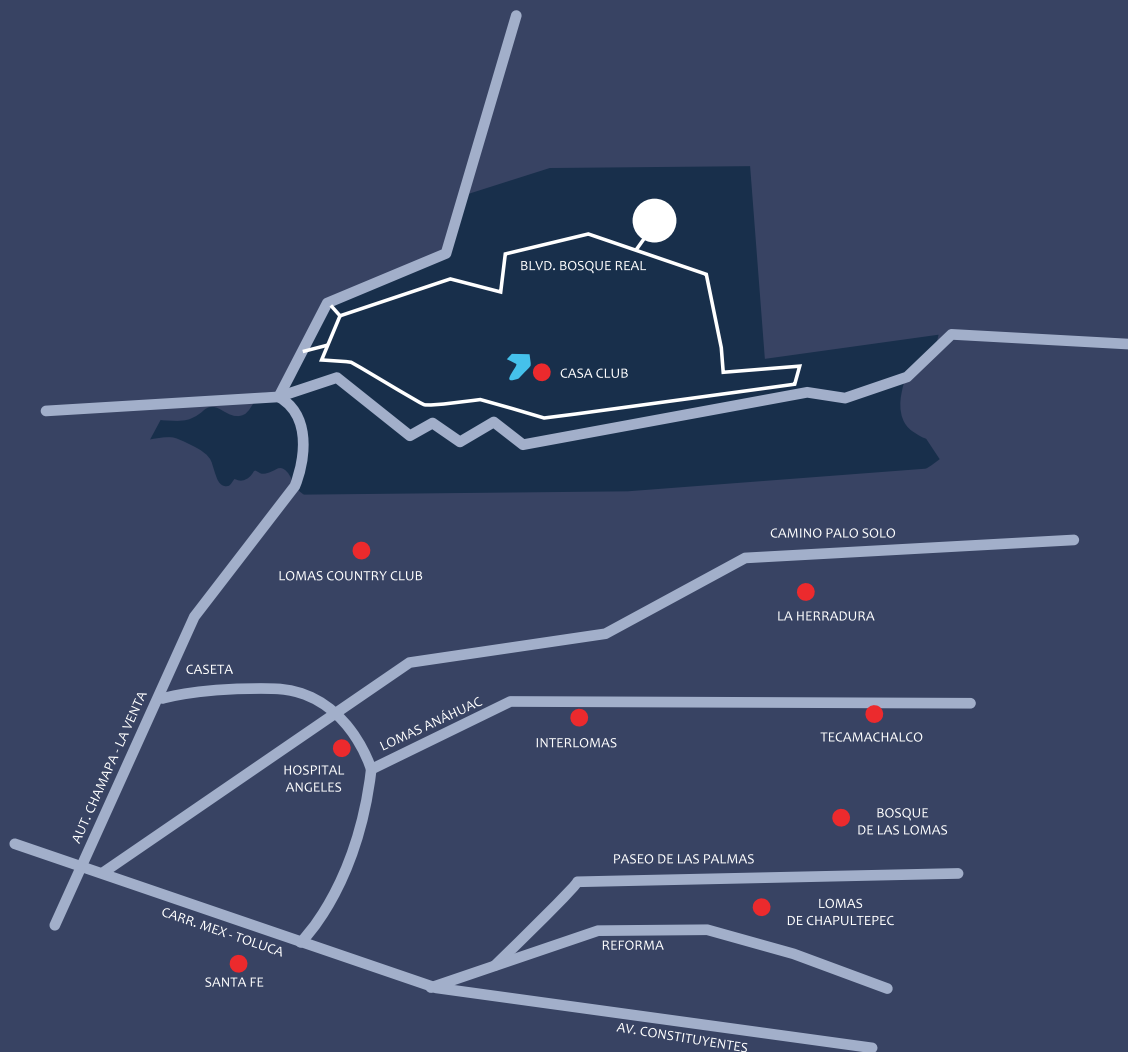 BLVD. BOSQUE REAL
CASA CLUB
CAMINO PALO SOLO
LOMAS COUNTRY CLUB
LA HERRADURA
CASETA
AUT. CHAMAPA - LA VENTA
LOMAS ANÁHUAC
INTERLOMAS
TECAMACHALCO
HOSPITAL
ANGELES
BOSQUE
DE LAS LOMAS
PASEO DE LAS PALMAS
LOMAS
DE CHAPULTEPEC
CARR. MEX - TOLUCA
REFORMA
SANTA FE
AV. CONSTITUYENTES